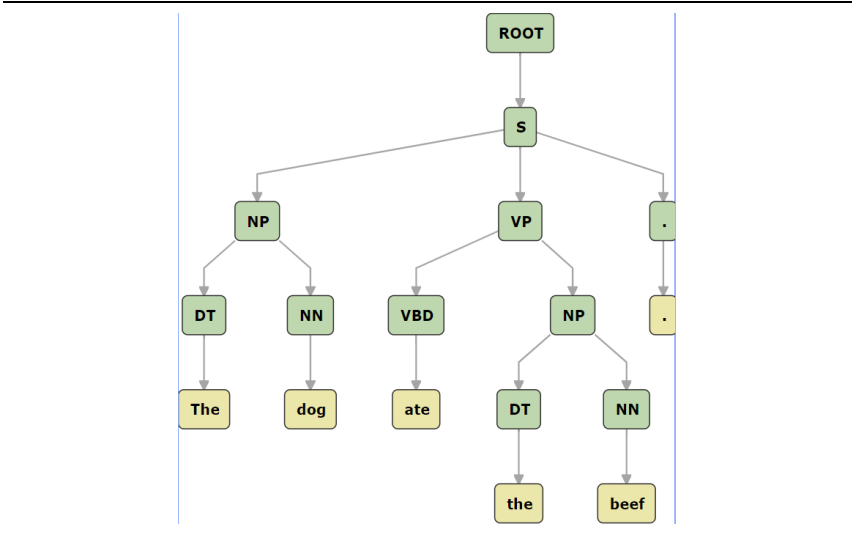 ROOT
S
NP VP .
DT NN VBD NP .
The dog ate DT NN
the beef